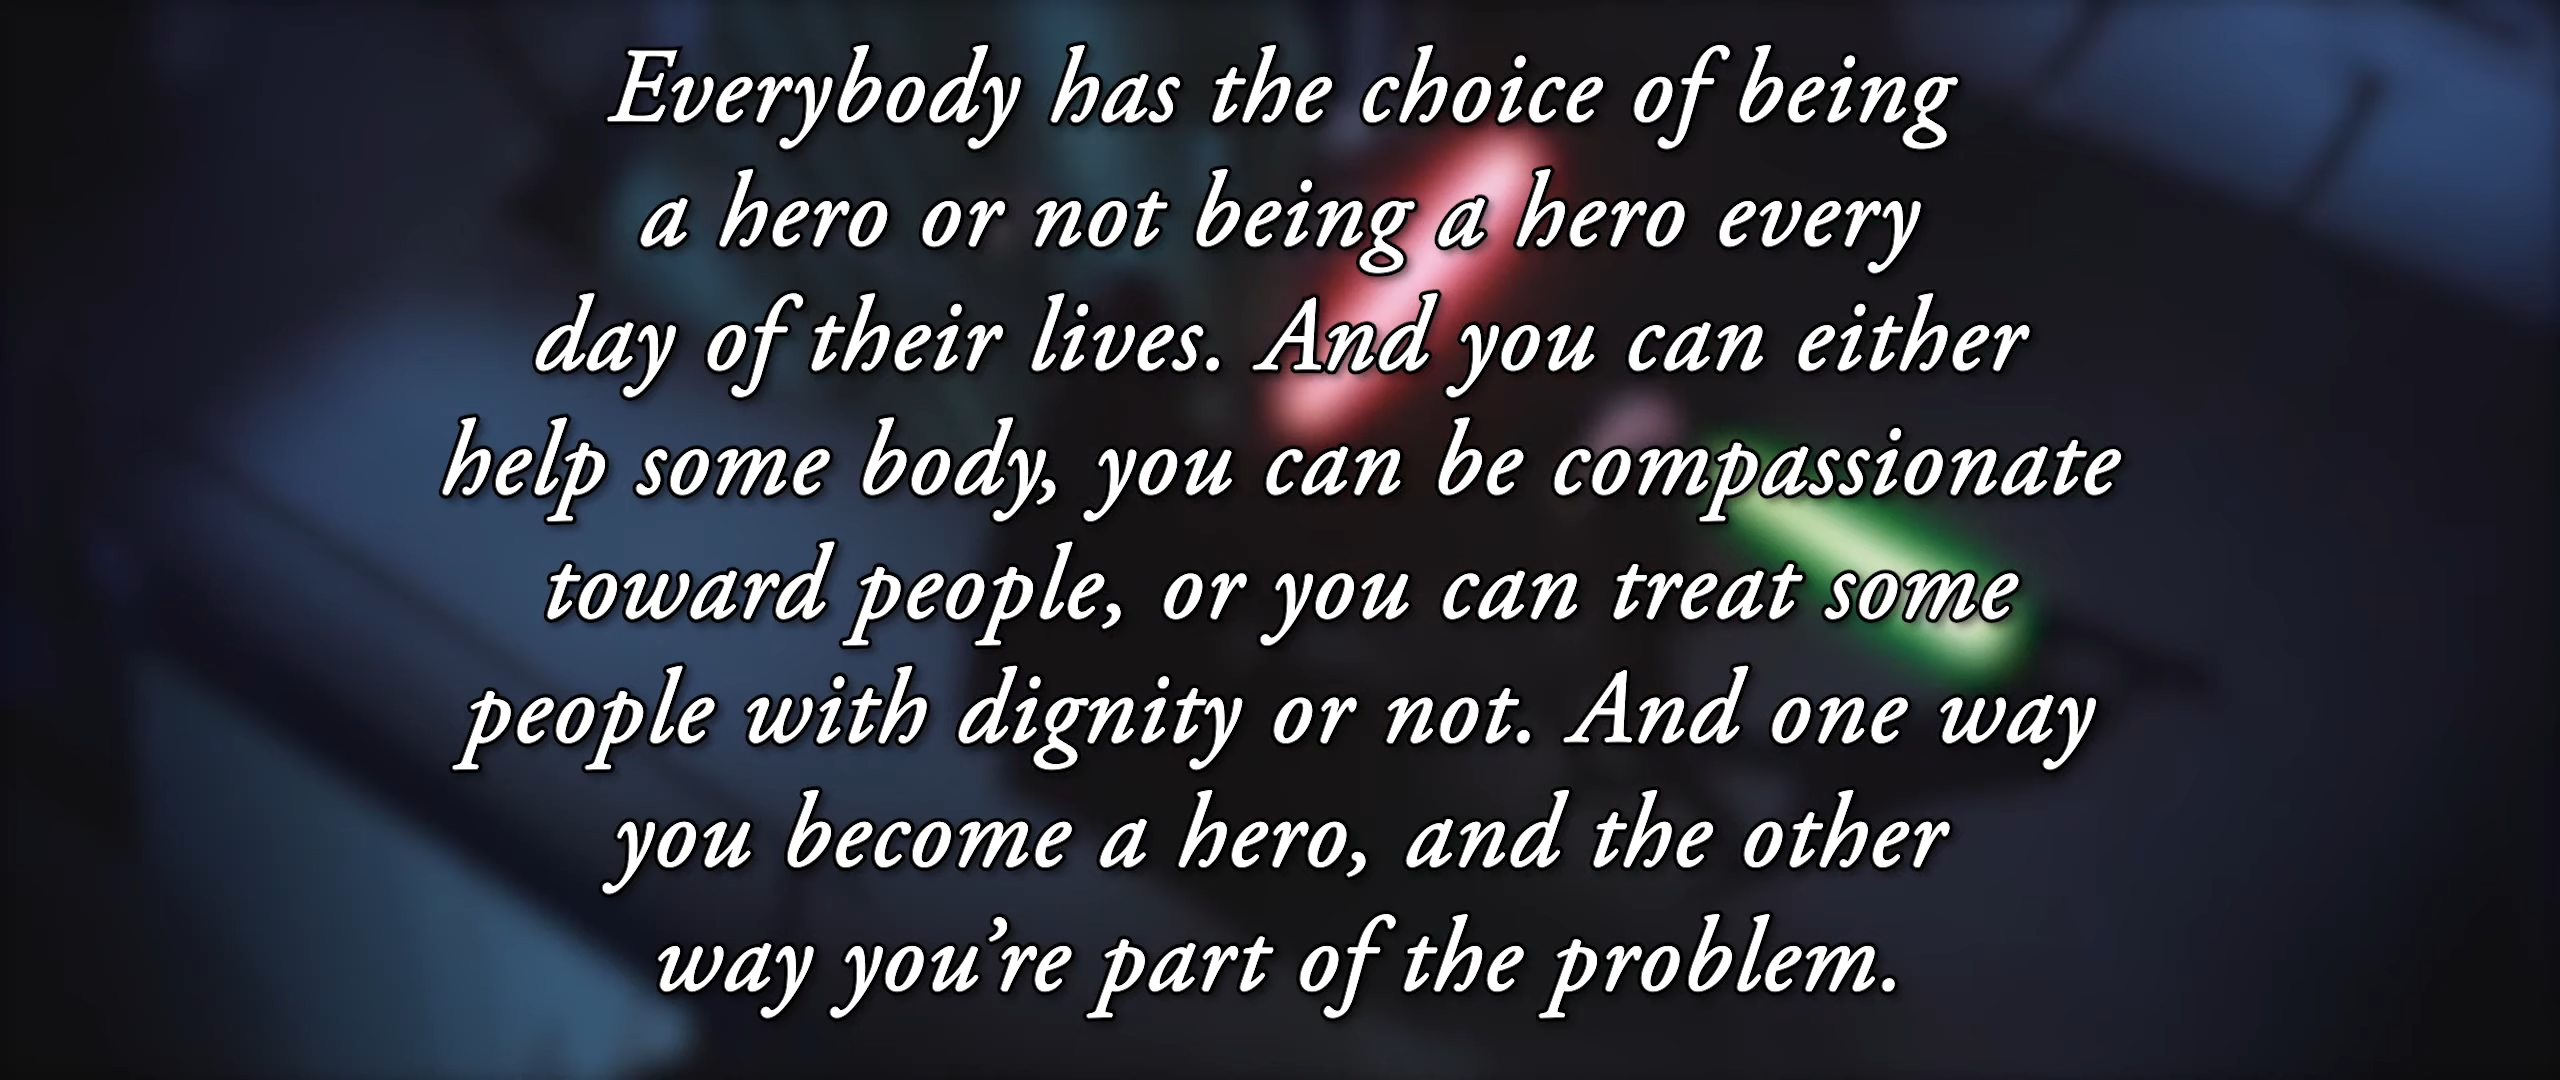 Everybody has the choice of being
a hero or not being a hero every
day of their lives. And you can either
help some body, you can be compassionate
toward people, or you can treat some
people with dignity or not. And one way
you become a hero, and the other
way you’re part of the problem.